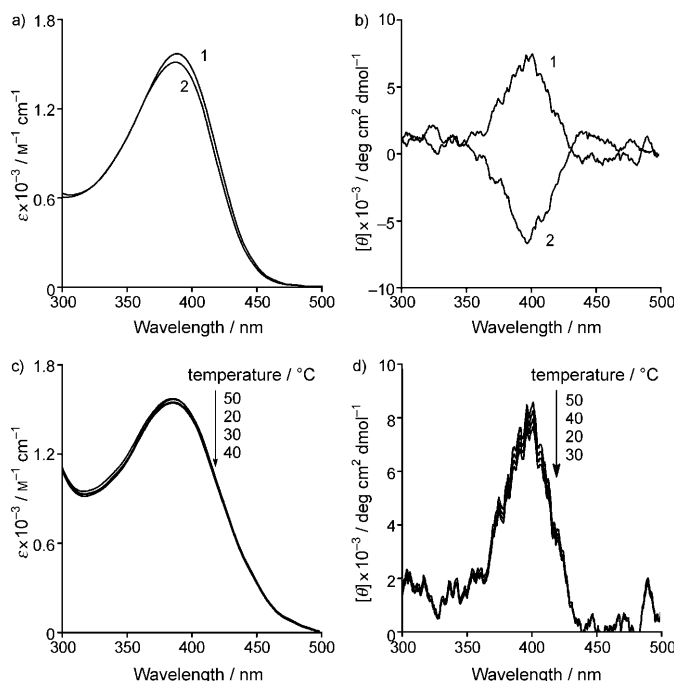 a)
ε×10⁻³ / M⁻¹ cm⁻¹
1.8
1.2
0.6
0
1
2
300 350 400 450 500
Wavelength / nm
b)
[θ]×10⁻³ / deg cm² dmol⁻¹
10
5
0
−5
−10
1
2
300 350 400 450 500
Wavelength / nm
c)
ε×10⁻³ / M⁻¹ cm⁻¹
1.8
1.2
0.6
0
temperature / °C
50
20
30
40
300 350 400 450 500
Wavelength / nm
d)
[θ]×10⁻³ / deg cm² dmol⁻¹
10
8
6
4
2
0
temperature / °C
50
40
20
30
300 350 400 450 500
Wavelength / nm